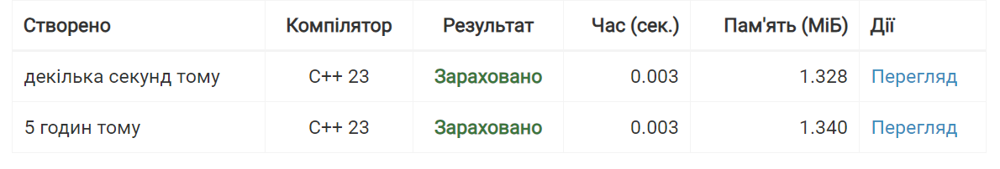 Створено Компілятор Результат Час (сек.) Пам'ять (МіБ) Дії
декілька секунд тому C++ 23 Зараховано 0.003 1.328 Перегляд
5 годин тому C++ 23 Зараховано 0.003 1.340 Перегляд